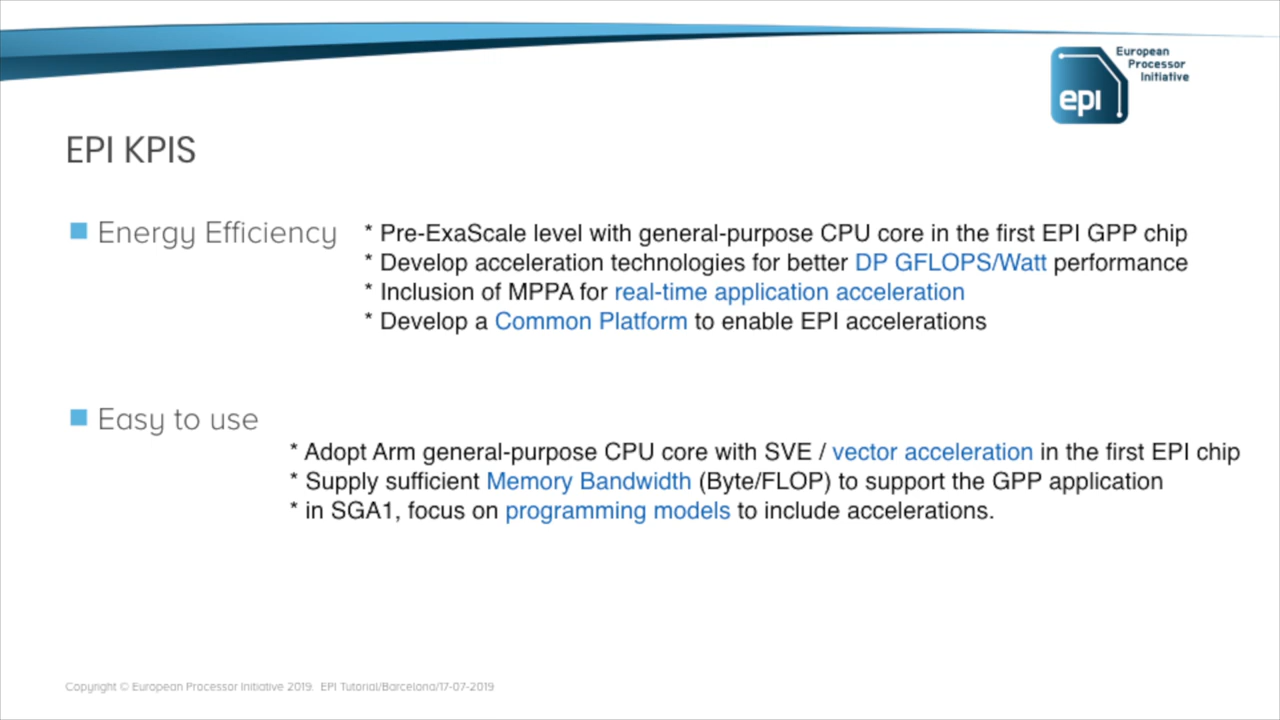 European
Processor
Initiative
epi
EPI KPIS
Energy Efficiency
* Pre-ExaScale level with general-purpose CPU core in the first EPI GPP chip
* Develop acceleration technologies for better DP GFLOPS/Watt performance
* Inclusion of MPPA for real-time application acceleration
* Develop a Common Platform to enable EPI accelerations
Easy to use
* Adopt Arm general-purpose CPU core with SVE / vector acceleration in the first EPI chip
* Supply sufficient Memory Bandwidth (Byte/FLOP) to support the GPP application
* in SGA1, focus on programming models to include accelerations.
Copyright © European Processor Initiative 2019. EPI Tutorial/Barcelona/17-07-2019